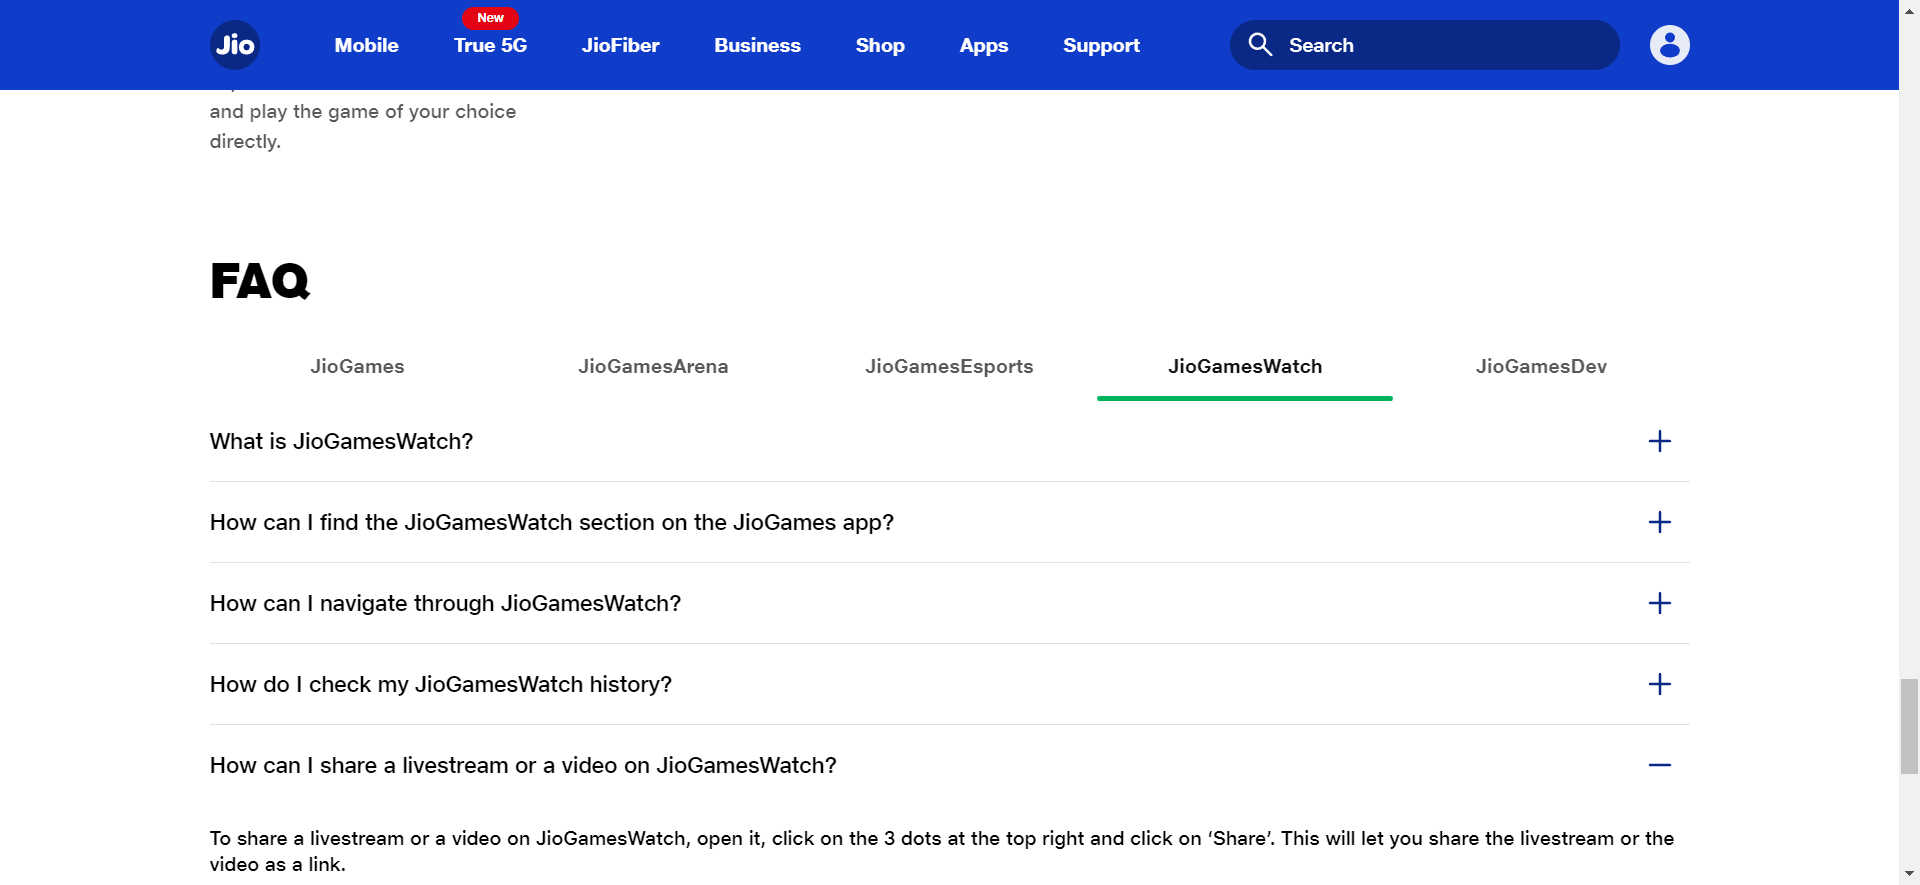 New
Jio Mobile True 5G JioFiber Business Shop Apps Support Search
and play the game of your choice
directly.
FAQ
JioGames JioGamesArena JioGamesEsports JioGamesWatch JioGamesDev
What is JioGamesWatch?
How can I find the JioGamesWatch section on the JioGames app?
How can I navigate through JioGamesWatch?
How do I check my JioGamesWatch history?
How can I share a livestream or a video on JioGamesWatch?
To share a livestream or a video on JioGamesWatch, open it, click on the 3 dots at the top right and click on ‘Share’. This will let you share the livestream or the
video as a link.